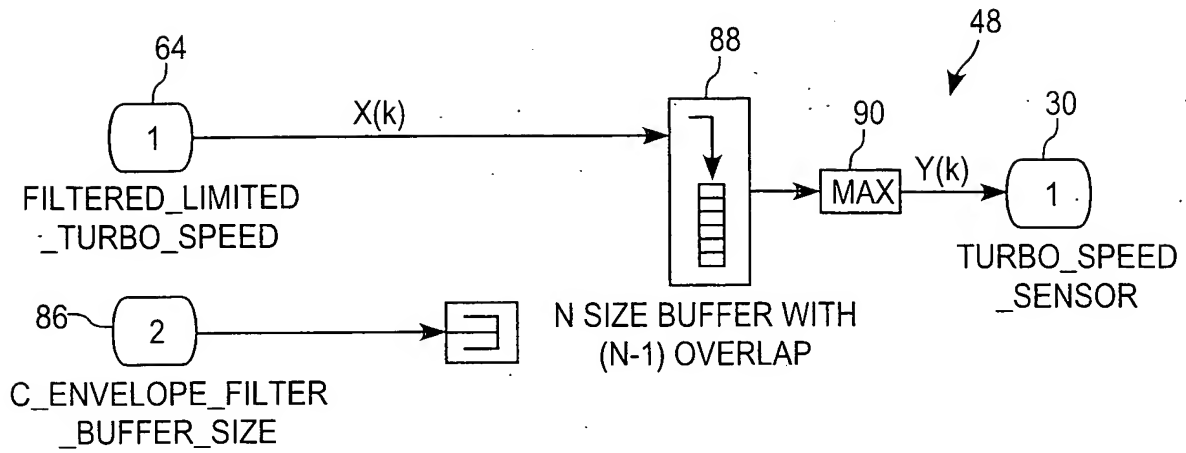 64
1
X(k)
FILTERED_LIMITED
_TURBO_SPEED
88
N SIZE BUFFER WITH
(N-1) OVERLAP
90
MAX
Y(k)
48
30
1
TURBO_SPEED
_SENSOR
86
2
C_ENVELOPE_FILTER
_BUFFER_SIZE